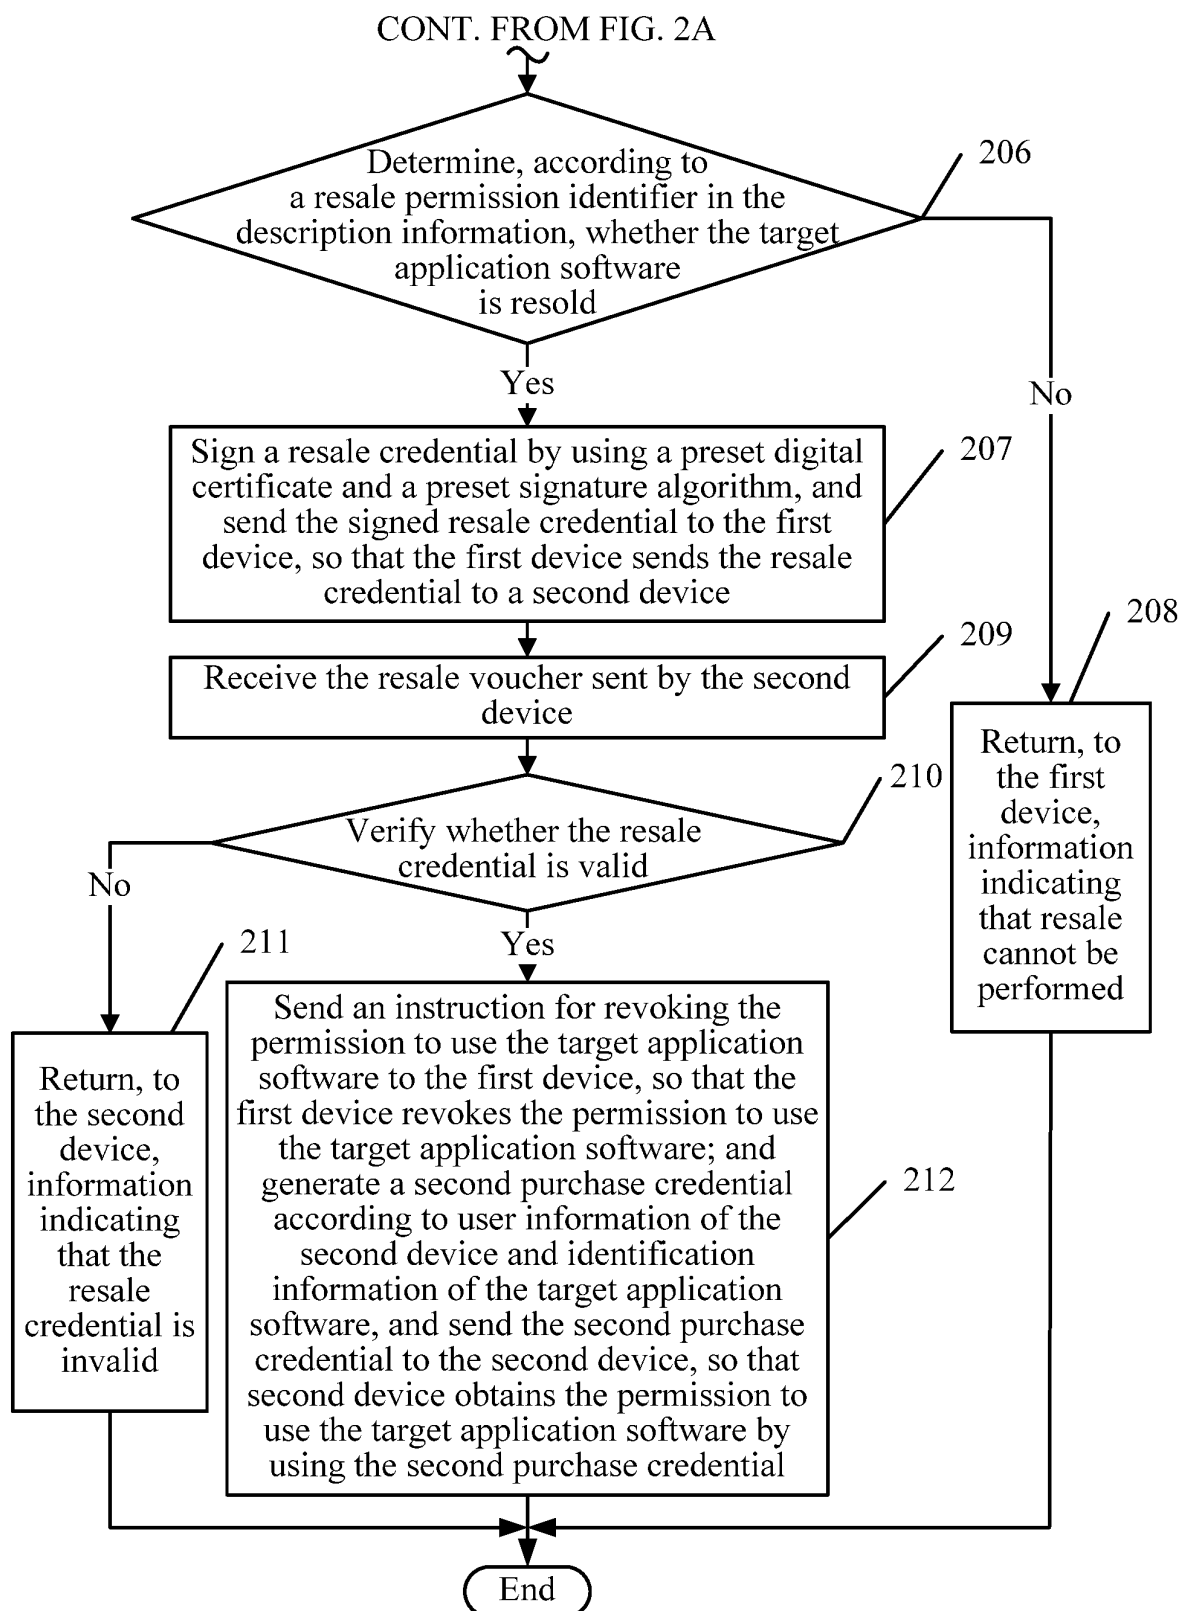 CONT. FROM FIG. 2A
Determine, according to
a resale permission identifier in the
description information, whether the target
application software
is resold
206
Yes
No
Sign a resale credential by using a preset digital
certificate and a preset signature algorithm, and
send the signed resale credential to the first
device, so that the first device sends the resale
credential to a second device
207
Receive the resale voucher sent by the second
device
209
208
Return, to
the first
device,
information
indicating
that resale
cannot be
performed
Verify whether the resale
credential is valid
210
No
Yes
211
Return, to
the second
device,
information
indicating
that the
resale
credential is
invalid
Send an instruction for revoking the
permission to use the target application
software to the first device, so that the
first device revokes the permission to use
the target application software; and
generate a second purchase credential
according to user information of the
second device and identification
information of the target application
software, and send the second purchase
credential to the second device, so that
second device obtains the permission to
use the target application software by
using the second purchase credential
212
End